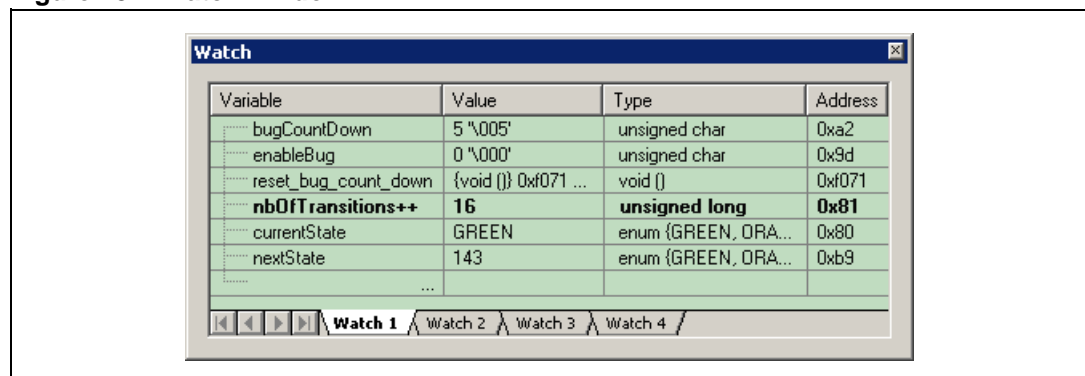 Watch
Variable Value Type Address
bugCountDown 5 '\005' unsigned char 0xa2
enableBug 0 '\000' unsigned char 0x9d
reset_bug_count_down {void ()} 0xf071 ... void () 0xf071
nbOfTransitions++ 16 unsigned long 0x81
currentState GREEN enum {GREEN, ORA... 0x80
nextState 143 enum {GREEN, ORA... 0xb9
...
Watch 1 Watch 2 Watch 3 Watch 4